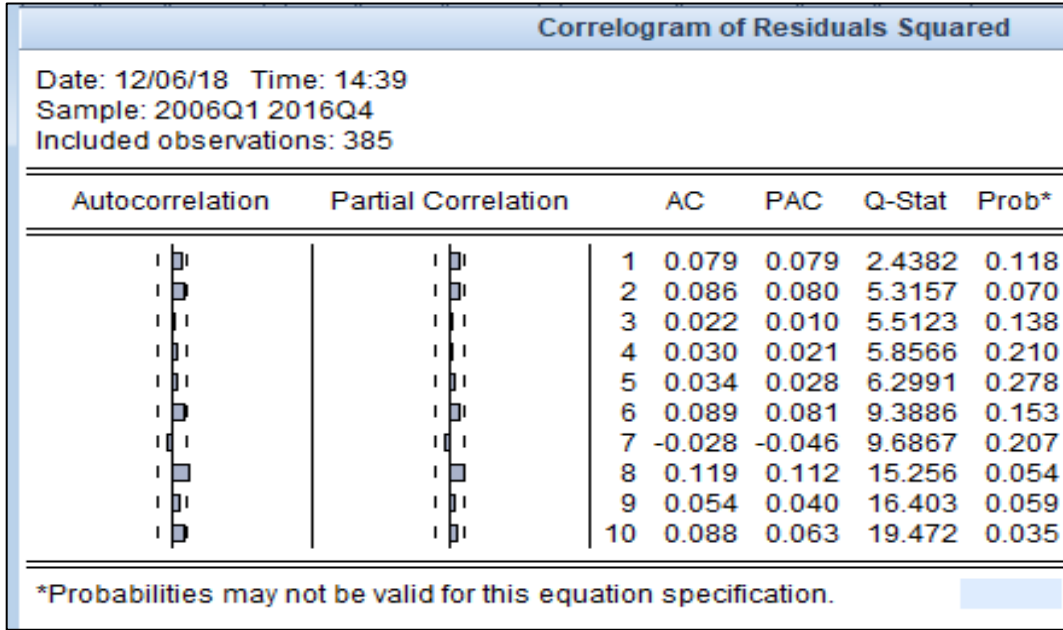 Correlogram of Residuals Squared
Date: 12/06/18 Time: 14:39
Sample: 2006Q1 2016Q4
Included observations: 385
Autocorrelation Partial Correlation AC PAC Q-Stat Prob*
1 0.079 0.079 2.4382 0.118
2 0.086 0.080 5.3157 0.070
3 0.022 0.010 5.5123 0.138
4 0.030 0.021 5.8566 0.210
5 0.034 0.028 6.2991 0.278
6 0.089 0.081 9.3886 0.153
7 -0.028 -0.046 9.6867 0.207
8 0.119 0.112 15.256 0.054
9 0.054 0.040 16.403 0.059
10 0.088 0.063 19.472 0.035
*Probabilities may not be valid for this equation specification.